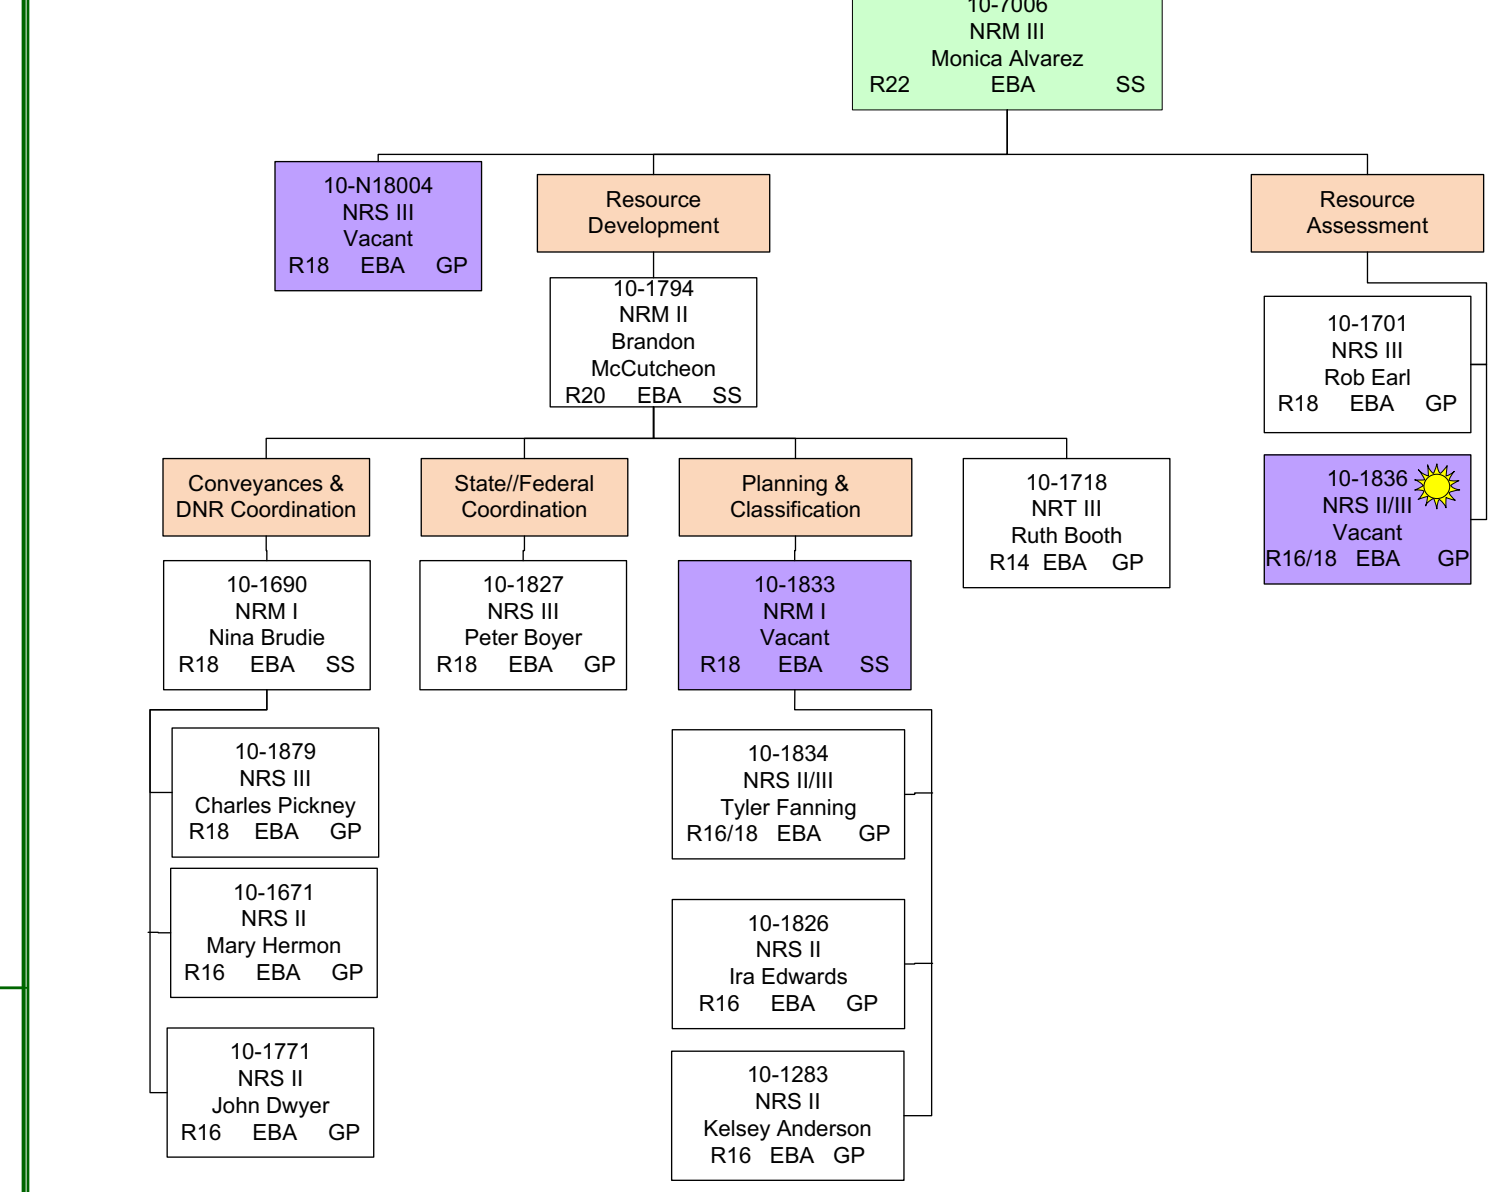 10-7006
NRM III
Monica Alvarez
R22 EBA SS
10-N18004
NRS III
Vacant
R18 EBA GP
Resource
Development
Resource
Assessment
10-1794
NRM II
Brandon
McCutcheon
R20 EBA SS
10-1701
NRS III
Rob Earl
R18 EBA GP
10-1836
NRS II/III
Vacant
R16/18 EBA GP
Conveyances &
DNR Coordination
State//Federal
Coordination
Planning &
Classification
10-1718
NRT III
Ruth Booth
R14 EBA GP
10-1690
NRM I
Nina Brudie
R18 EBA SS
10-1827
NRS III
Peter Boyer
R18 EBA GP
10-1833
NRM I
Vacant
R18 EBA SS
10-1879
NRS III
Charles Pickney
R18 EBA GP
10-1671
NRS II
Mary Hermon
R16 EBA GP
10-1771
NRS II
John Dwyer
R16 EBA GP
10-1834
NRS II/III
Tyler Fanning
R16/18 EBA GP
10-1826
NRS II
Ira Edwards
R16 EBA GP
10-1283
NRS II
Kelsey Anderson
R16 EBA GP